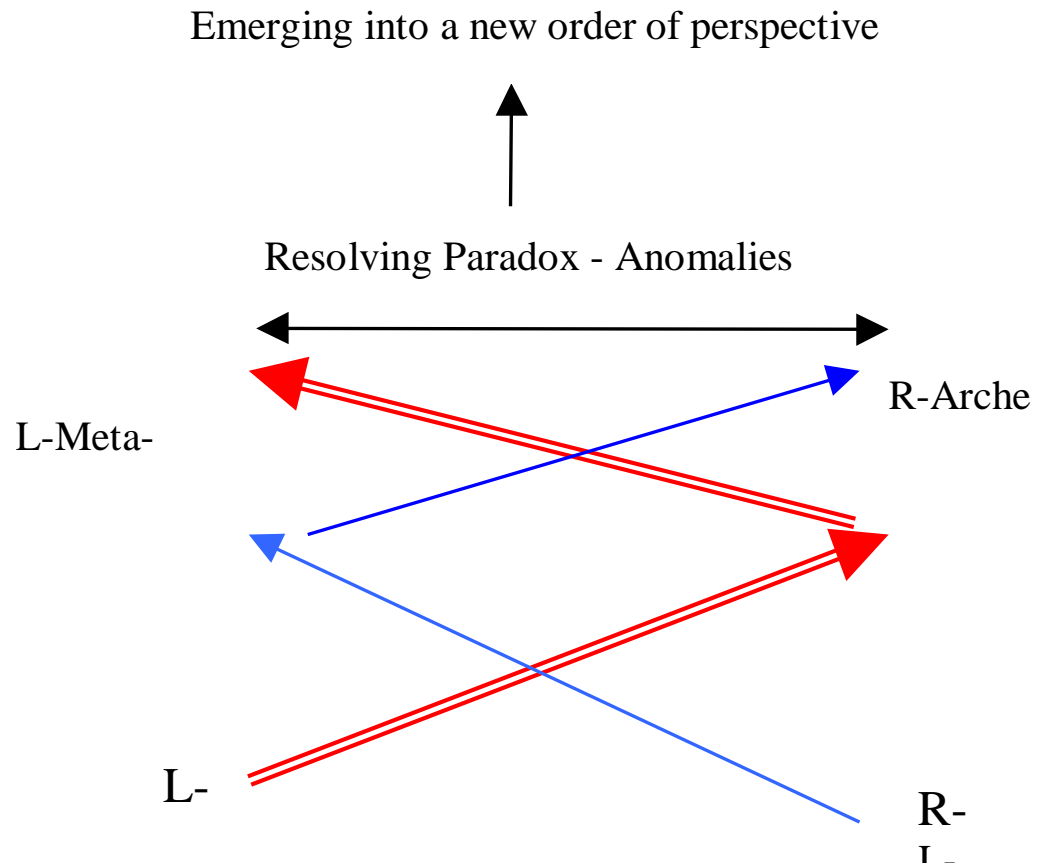 Emerging into a new order of perspective
Resolving Paradox - Anomalies
R-Arche
L-Meta-
L-
R-